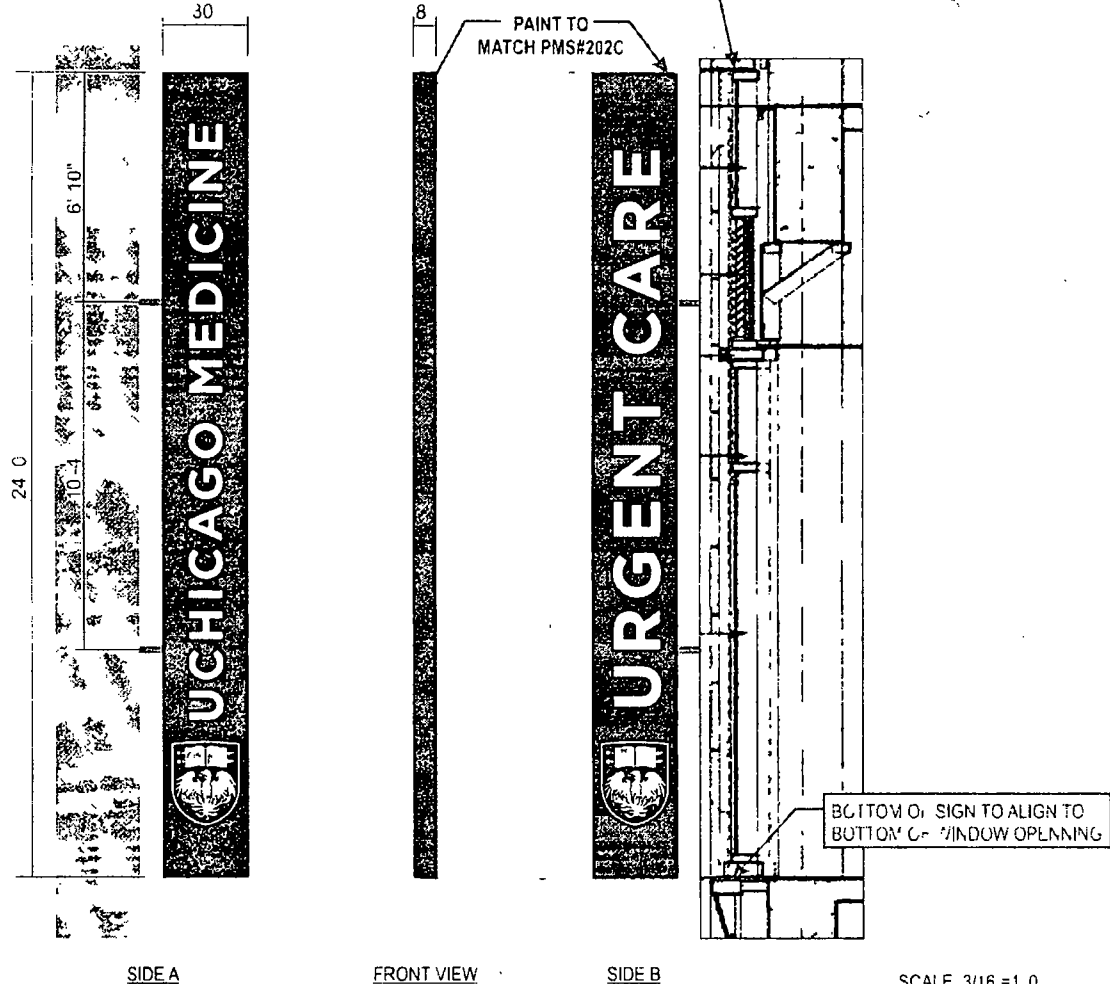 30
8
PAINT TO
MATCH PMS#202C
6' 10"
24 0
10-4
UCHICAGO MEDICINE
URGENT CARE
BOTTOM OF SIGN TO ALIGN TO
BOTTOM OF WINDOW OPENNING
SIDE A
FRONT VIEW
SIDE B
SCALE 3/16 =1 0